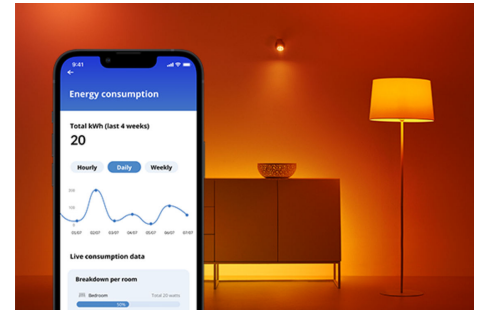 9:41
Energy consumption
Total kWh (last 4 weeks)
20
Hourly Daily Weekly
200
100
0
01/07 02/07 03/07 04/07 05/07 06/07 07/07
Live consumption data
Breakdown per room
Bedroom Total 20 watts
50%